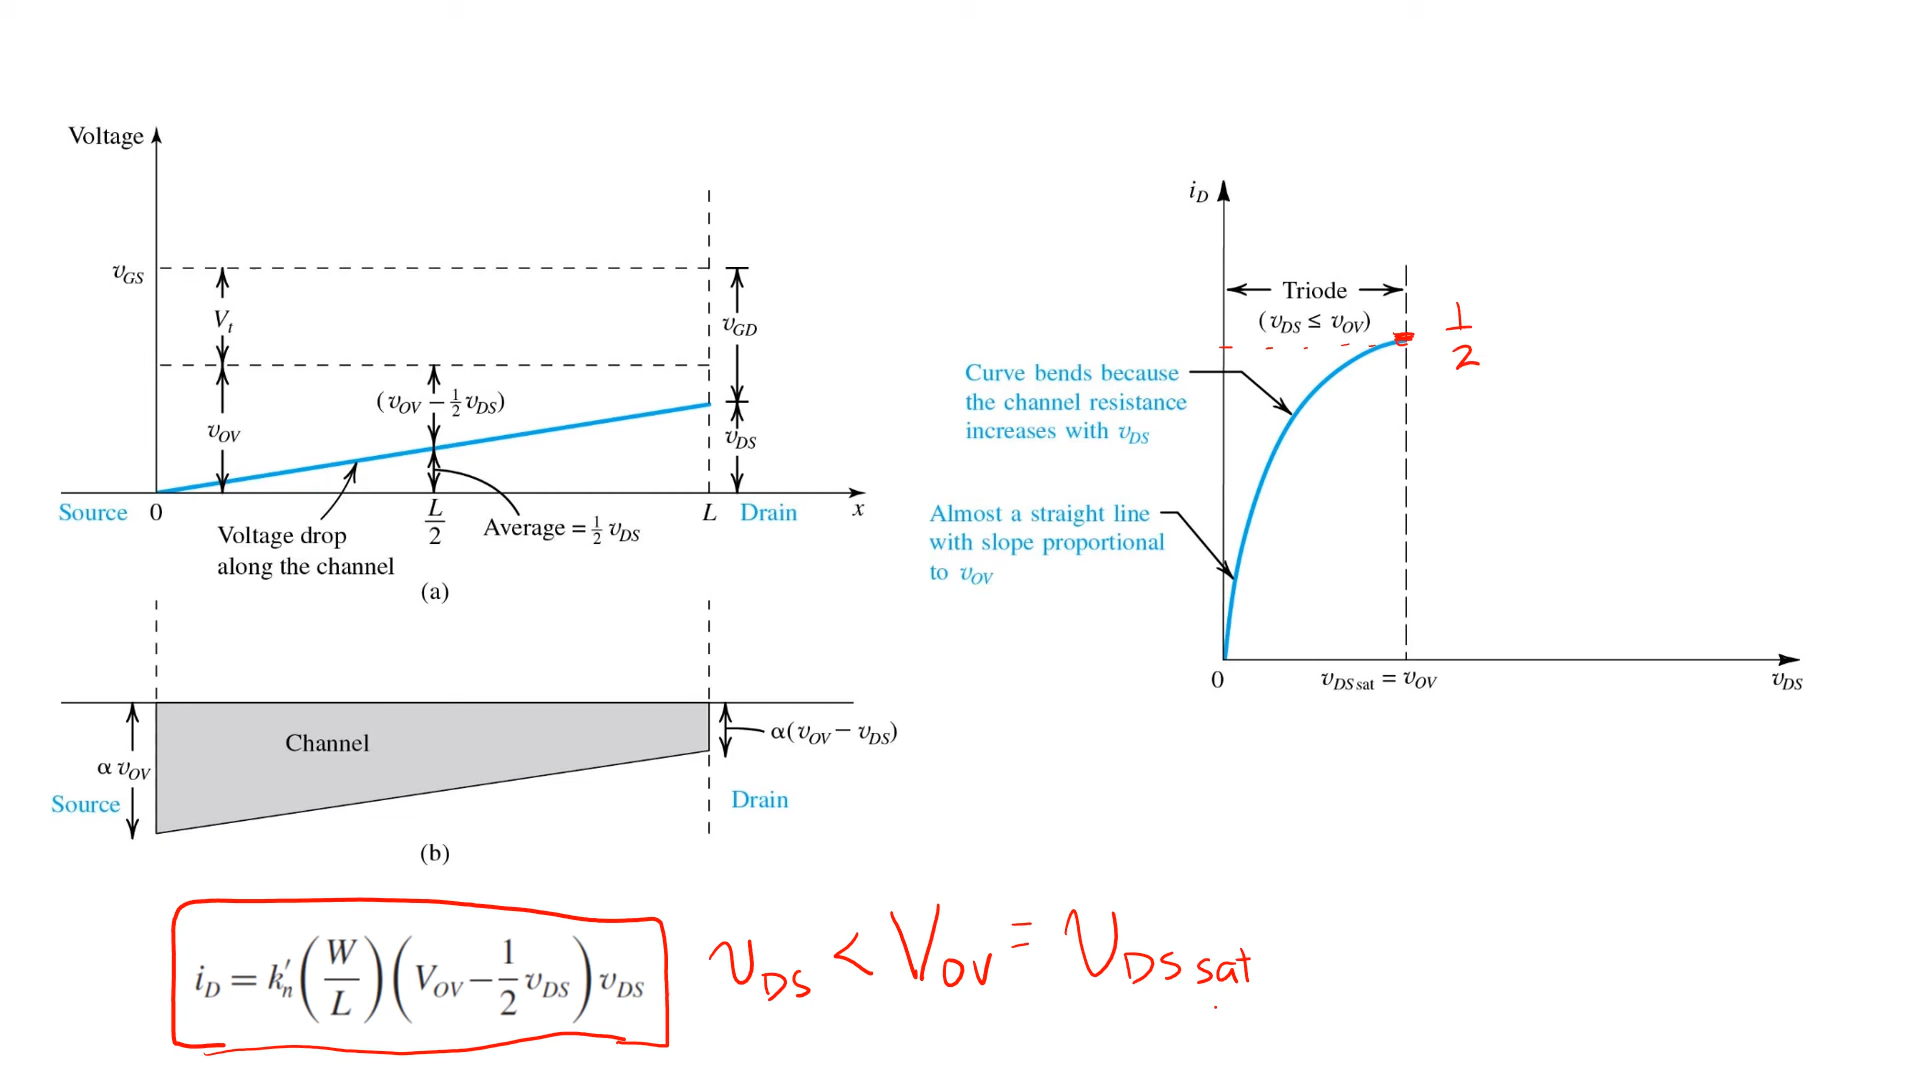 Voltage
v_GS
V_t
v_OV
(v_OV − 1/2 v_DS)
v_GD
v_DS
Source 0
L/2
L Drain x
Voltage drop
along the channel
Average = 1/2 v_DS
(a)
Channel
α v_OV
Source
α(v_OV − v_DS)
Drain
(b)
i_D
Triode
(v_DS ≤ v_OV)
1/2
Curve bends because
the channel resistance
increases with v_DS
Almost a straight line
with slope proportional
to v_OV
0
v_DS sat = v_OV
v_DS
i_D = k'_n (W/L)(V_OV − 1/2 v_DS) v_DS
v_DS < V_OV = V_DS sat